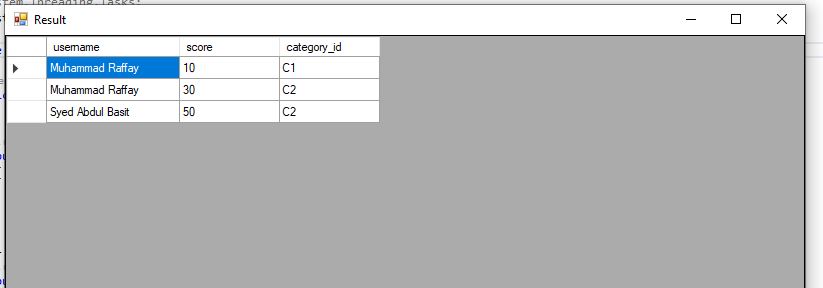 stem Threading Tasks;
Result
username score category_id
Muhammad Raffay 10 C1
Muhammad Raffay 30 C2
Syed Abdul Basit 50 C2